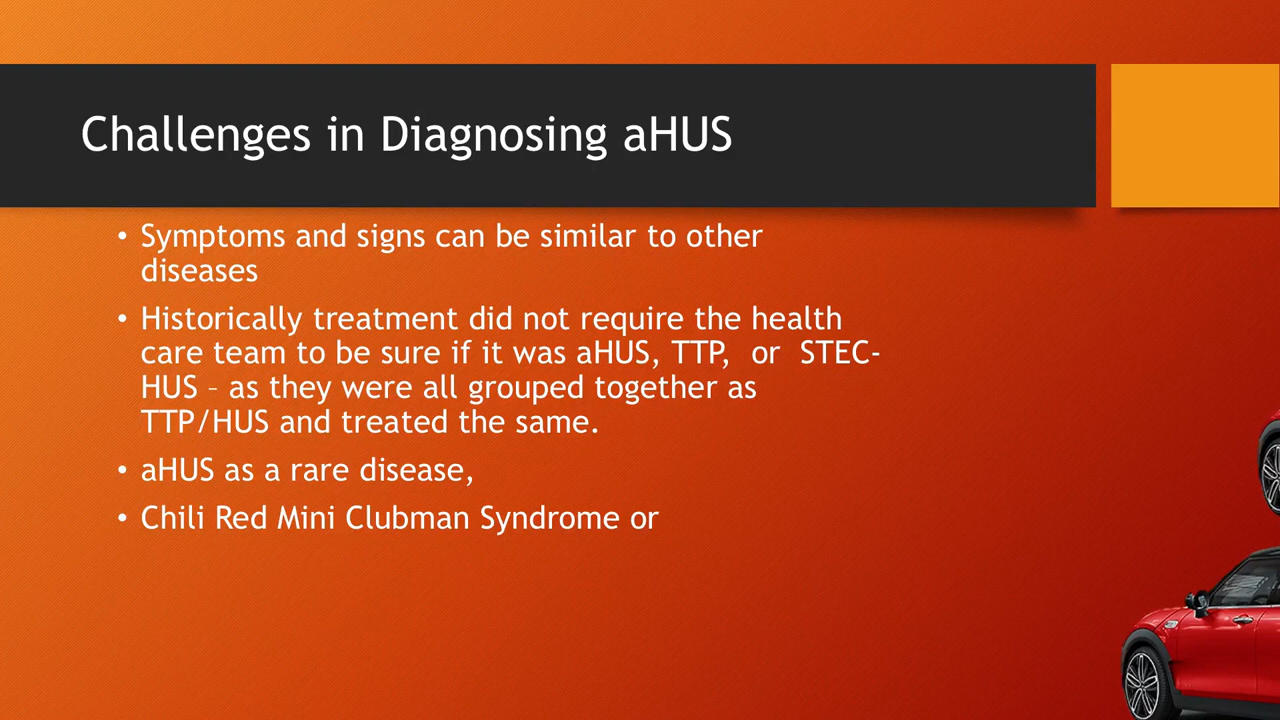 Challenges in Diagnosing aHUS
• Symptoms and signs can be similar to other
diseases
• Historically treatment did not require the health
care team to be sure if it was aHUS, TTP,  or  STEC-
HUS – as they were all grouped together as
TTP/HUS and treated the same.
• aHUS as a rare disease,
• Chili Red Mini Clubman Syndrome or